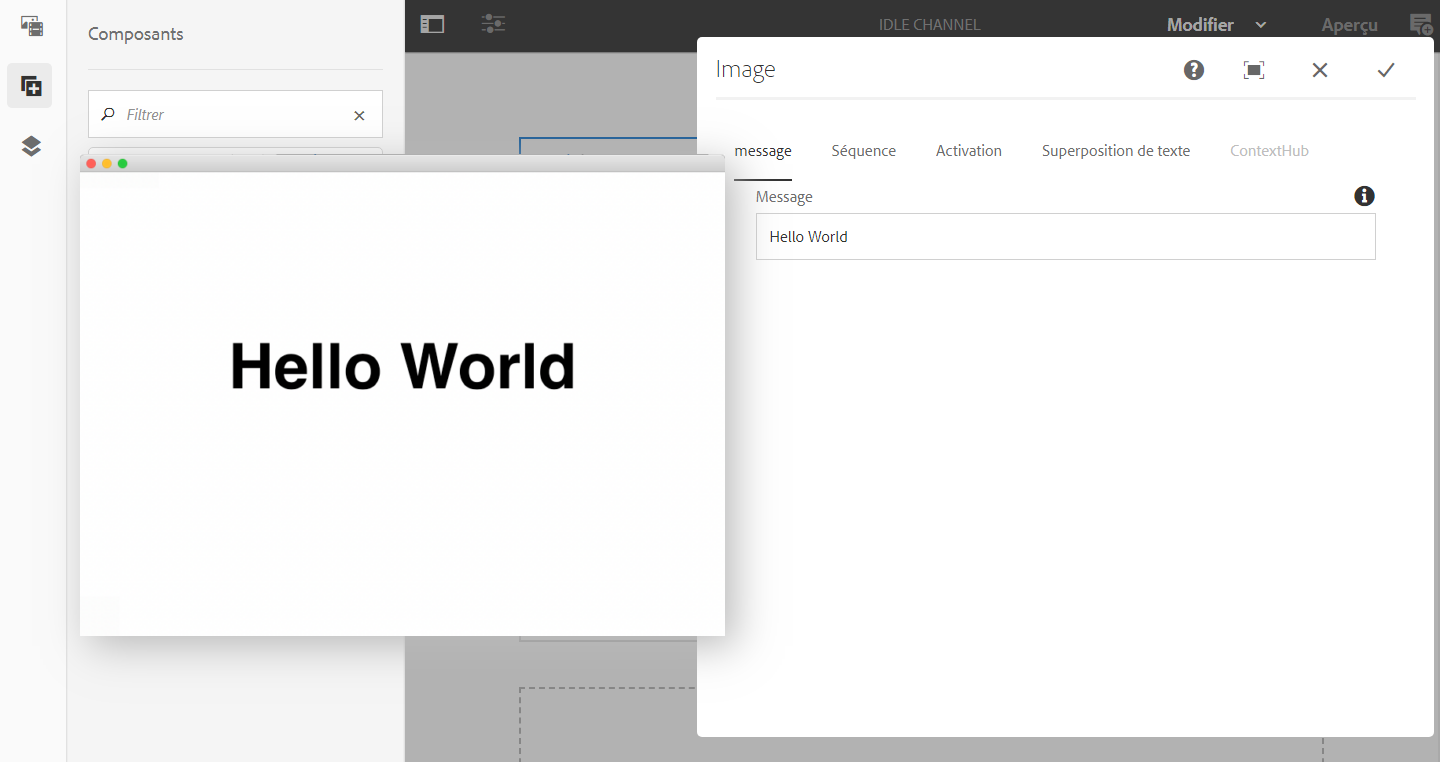 Composants
Filtrer
Hello World
IDLE CHANNEL
Modifier
Aperçu
Image
message
Séquence
Activation
Superposition de texte
ContextHub
Message
Hello World